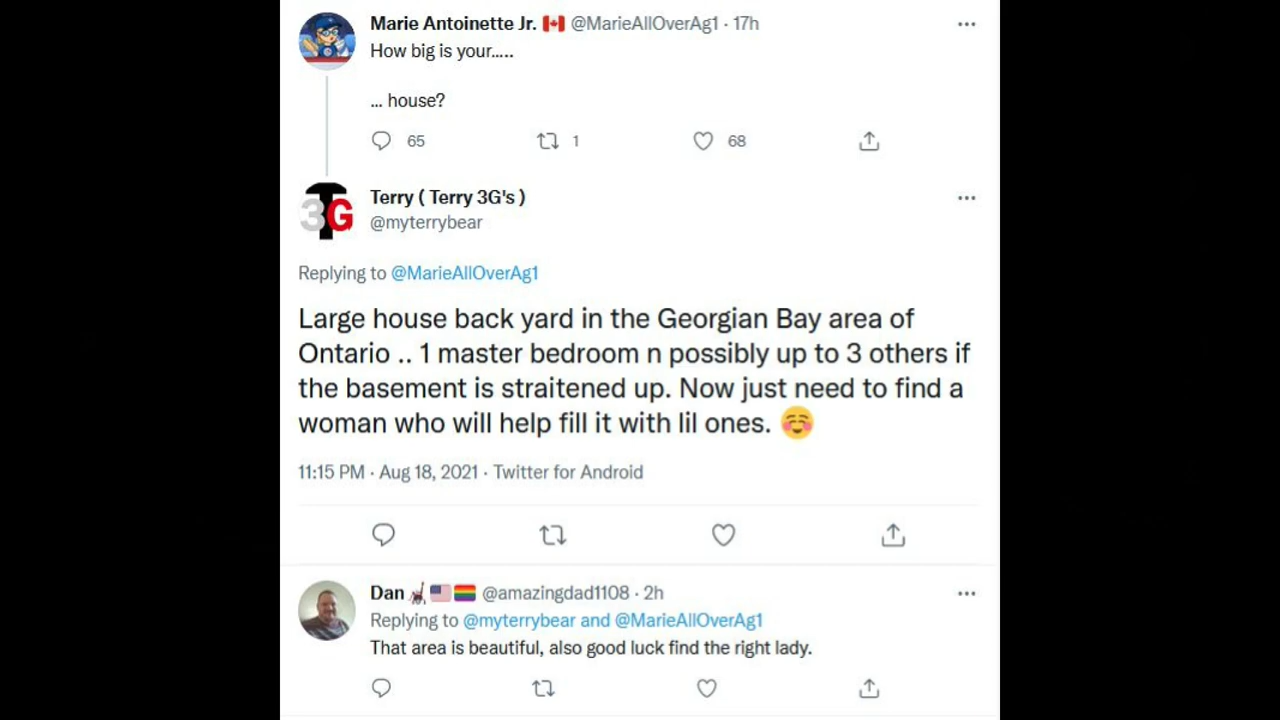 Marie Antoinette Jr. 🇨🇦 @MarieAllOverAg1 · 17h
How big is your.....
... house?
65 1 68
3G
Terry ( Terry 3G's )
@myterrybear
Replying to @MarieAllOverAg1
Large house back yard in the Georgian Bay area of
Ontario .. 1 master bedroom n possibly up to 3 others if
the basement is straitened up. Now just need to find a
woman who will help fill it with lil ones. ☺️
11:15 PM · Aug 18, 2021 · Twitter for Android
Dan 👨‍🦽🇺🇸🏳️‍🌈 @amazingdad1108 · 2h
Replying to @myterrybear and @MarieAllOverAg1
That area is beautiful, also good luck find the right lady.